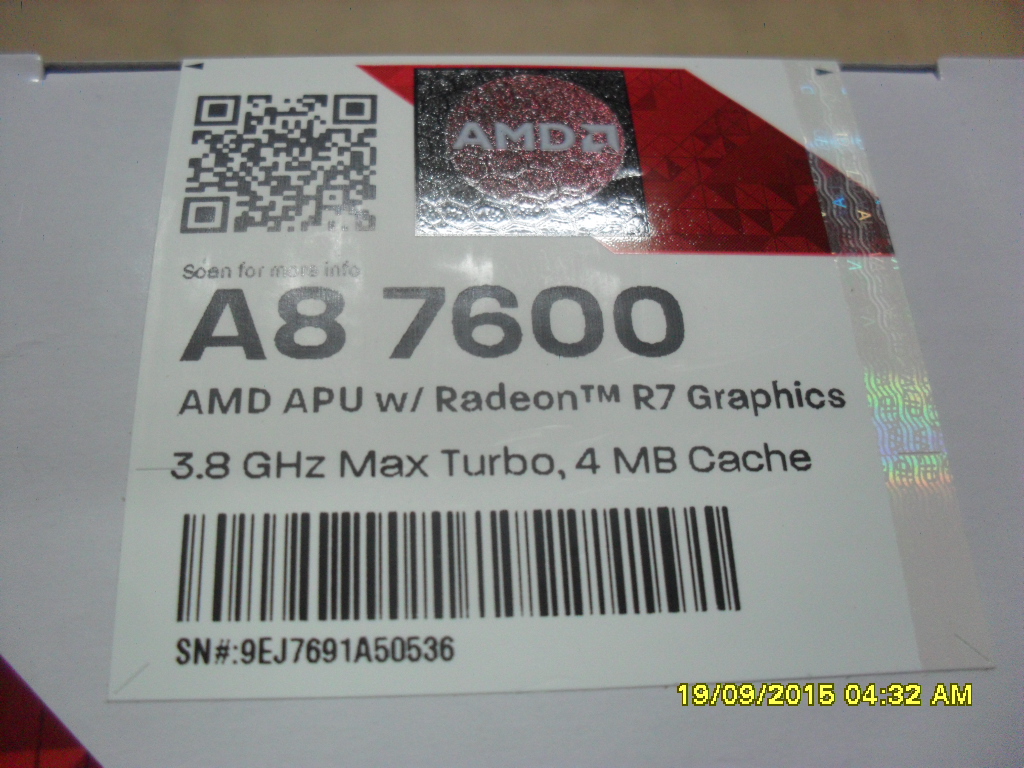 AMD
Scan for more info
A8 7600
AMD APU w/ Radeon™ R7 Graphics
3.8 GHz Max Turbo, 4 MB Cache
SN#:9EJ7691A50536
19/09/2015 04:32 AM